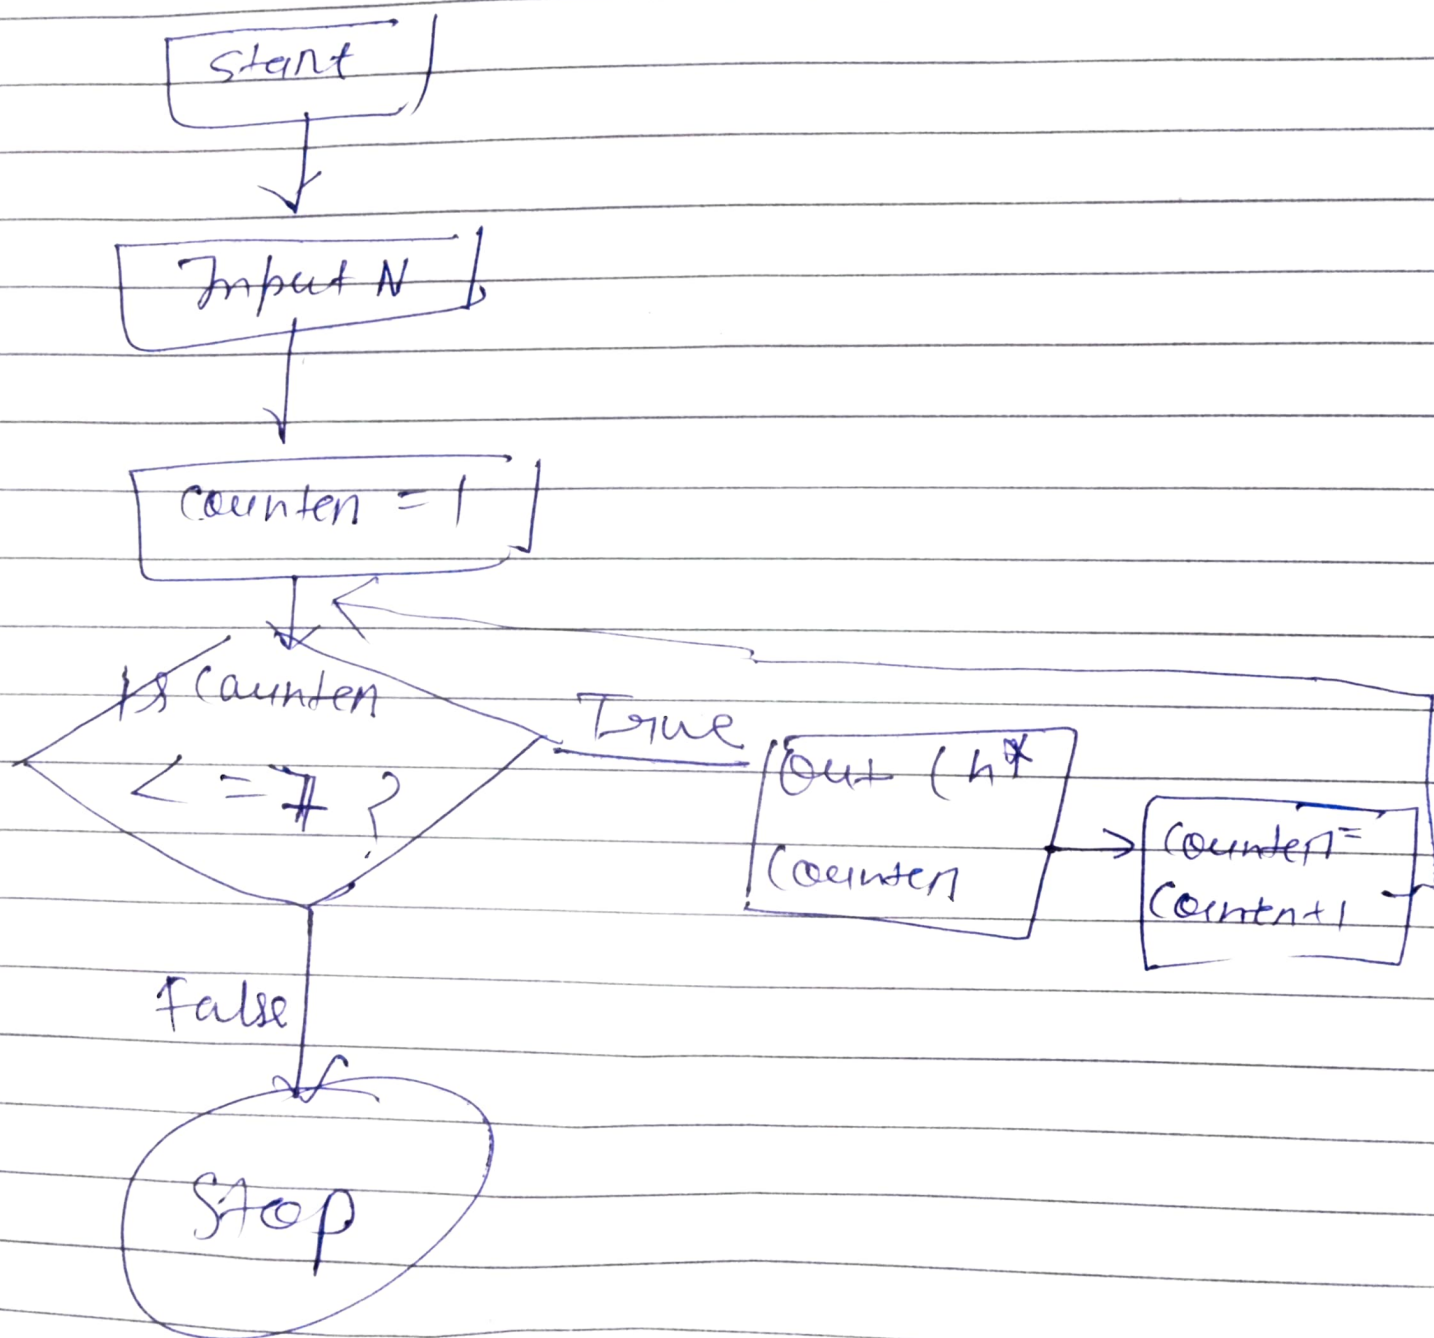 Start
Input N
Counter = 1
Is Counter
<= 7 ?
True
Out (n*
Counter
Counter=
Counter+1
False
Stop